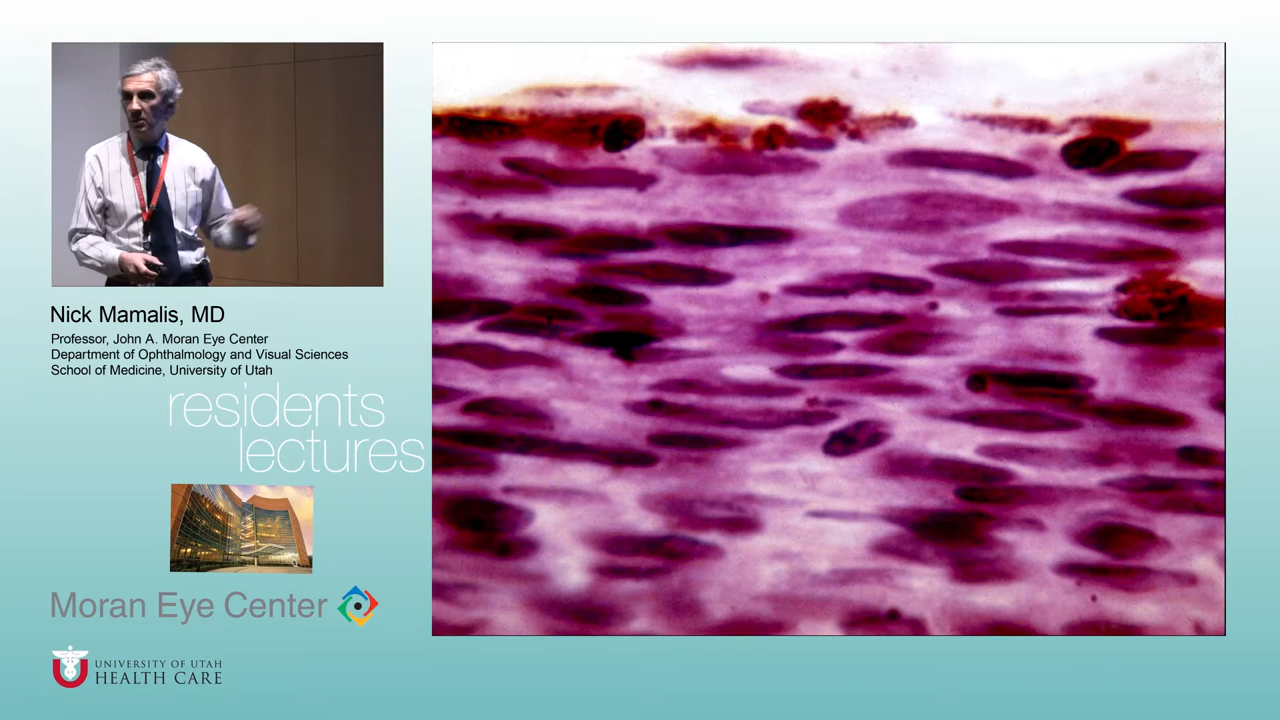 Nick Mamalis, MD
Professor, John A. Moran Eye Center
Department of Ophthalmology and Visual Sciences
School of Medicine, University of Utah
residents
lectures
Moran Eye Center
UNIVERSITY OF UTAH
HEALTH CARE